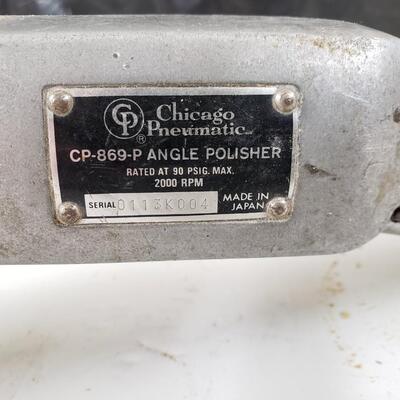 CP
®
Chicago
Pneumatic
CP-869-P ANGLE POLISHER
RATED AT 90 PSIG. MAX.
2000 RPM
SERIAL 0113K004
MADE IN
JAPAN